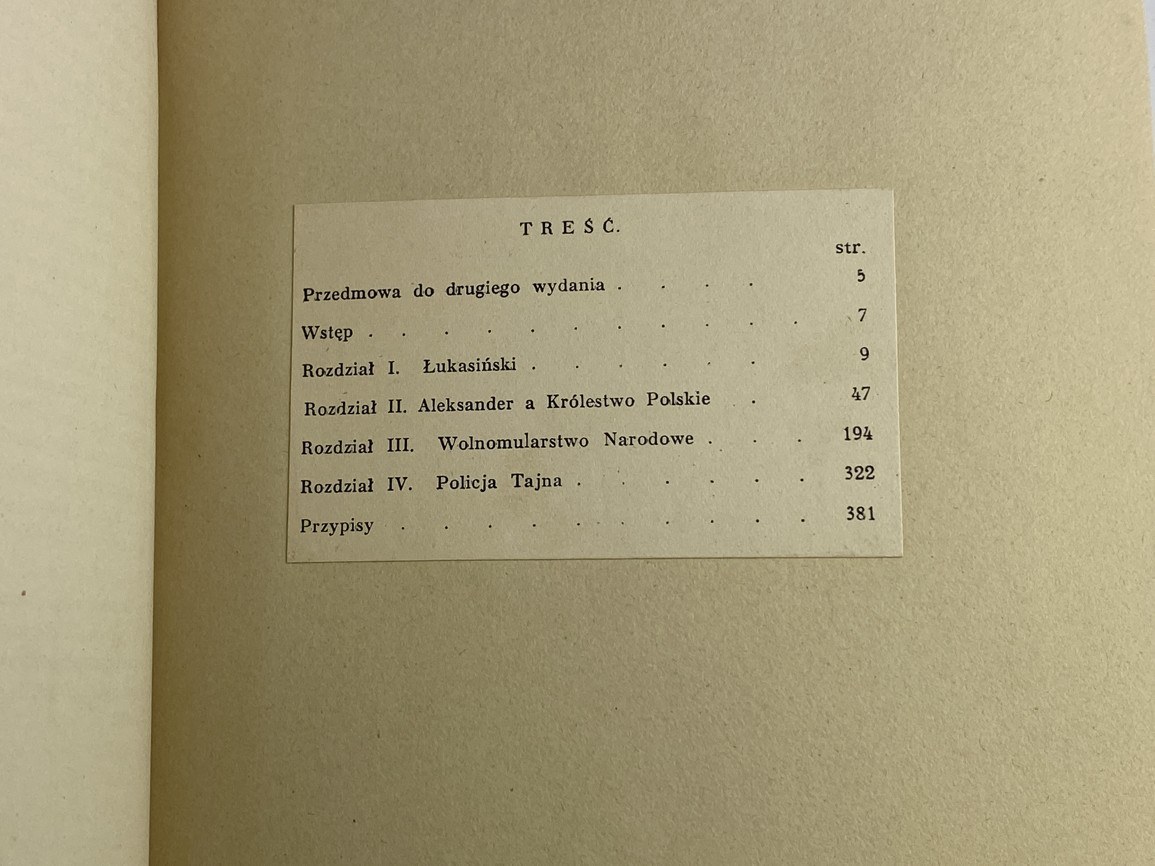 TREŚĆ.
str.
Przedmowa do drugiego wydania . . . . 5
Wstęp . . . . . . . . . . . 7
Rozdział I. Łukasiński . . . . . . 9
Rozdział II. Aleksander a Królestwo Polskie . 47
Rozdział III. Wolnomularstwo Narodowe . . . 194
Rozdział IV. Policja Tajna . . . . . . 322
Przypisy . . . . . . . . . . 381